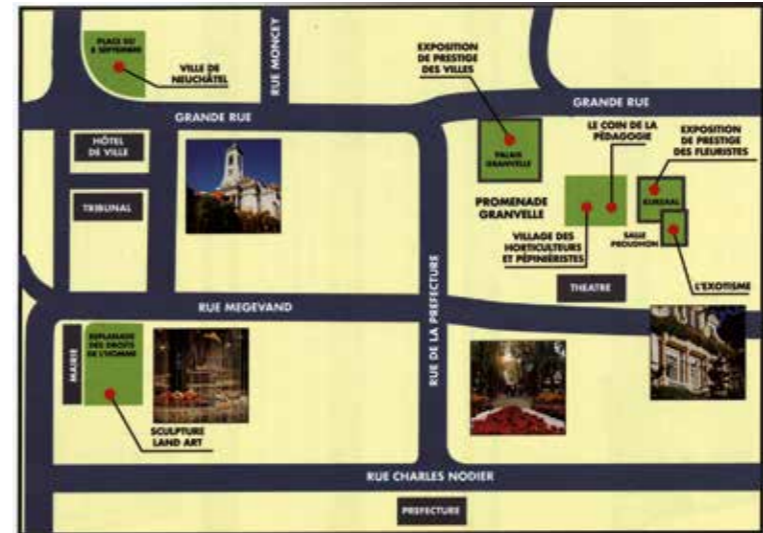 PLACE DU
8 SEPTEMBRE
VILLE DE
NEUCHÂTEL
RUE MONCEY
EXPOSITION
DE PRESTIGE
DES VILLES
GRANDE RUE
GRANDE RUE
HÔTEL
DE VILLE
TRIBUNAL
PALAIS
GRANVELLE
LE COIN DE LA
PÉDAGOGIE
EXPOSITION
DE PRESTIGE
DES FLEURISTES
PROMENADE
GRANVELLE
KURSAAL
VILLAGE DES
HORTICULTEURS
ET PÉPINIÉRISTES
SALLE
PROUDHON
L'EXOTISME
THEATRE
RUE MEGEVAND
RUE DE LA PREFECTURE
MAIRIE
ESPLANADE
DES DROITS
DE L'HOMME
SCULPTURE
LAND ART
RUE CHARLES NODIER
PREFECTURE